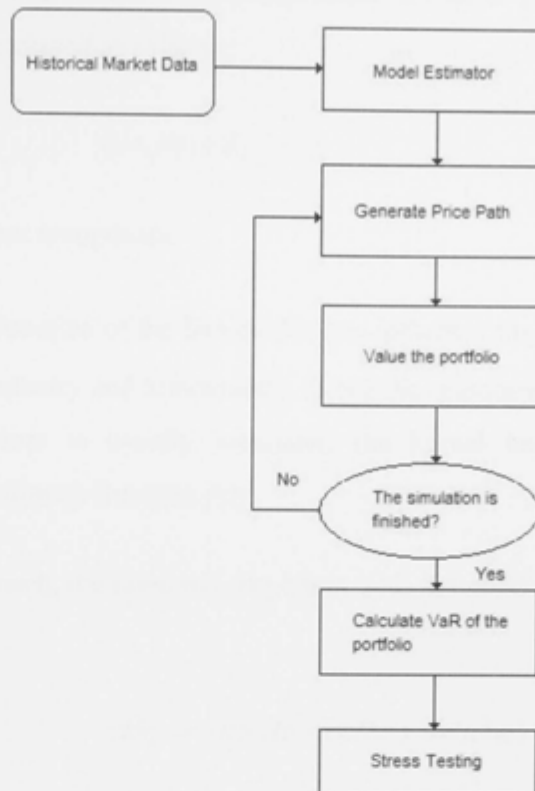 Historical Market Data
Model Estimator
Generate Price Path
Value the portfolio
No
The simulation is
finished?
Yes
Calculate VaR of the
portfolio
Stress Testing